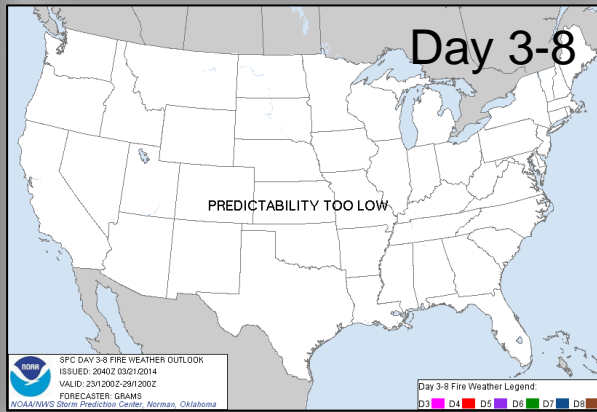 Day 3-8
PREDICTABILITY TOO LOW
NOAA
SPC DAY 3-8 FIRE WEATHER OUTLOOK
ISSUED: 2040Z 03/21/2014
VALID: 23/1200Z-29/1200Z
FORECASTER: GRAMS
NOAA/NWS Storm Prediction Center, Norman, Oklahoma
Day 3-8 Fire Weather Legend:
D3 D4 D5 D6 D7 D8